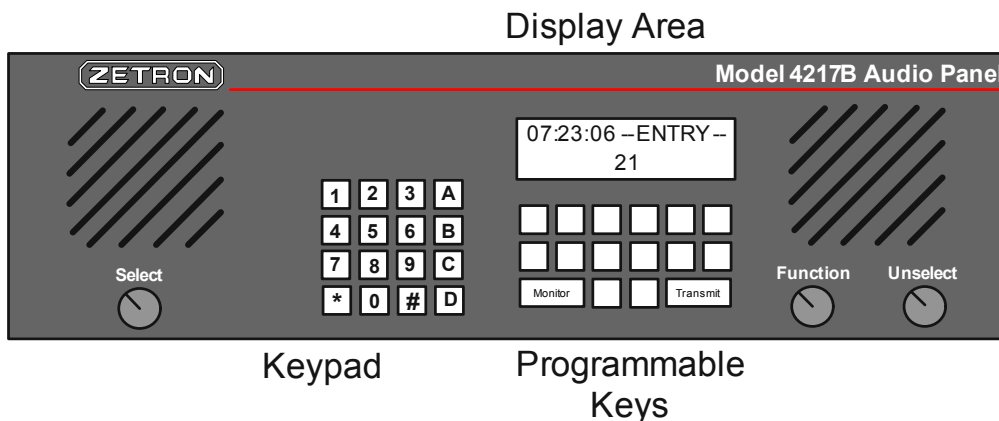 Display Area
ZETRON
Model 4217B Audio Panel
07:23:06 --ENTRY--
21
1 2 3 A
4 5 6 B
7 8 9 C
* 0 # D
Select
Monitor
Transmit
Function
Unselect
Keypad
Programmable
Keys